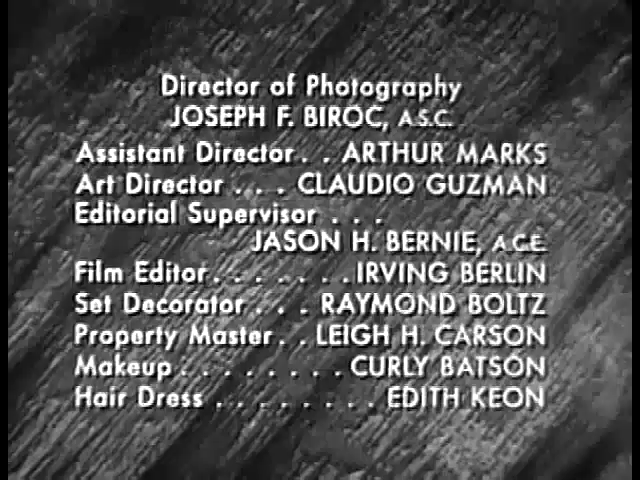 Director of Photography
JOSEPH F. BIROC, A.S.C.
Assistant Director . . ARTHUR MARKS
Art Director . . . CLAUDIO GUZMAN
Editorial Supervisor . . .
JASON H. BERNIE, A.C.E.
Film Editor . . . . . . . IRVING BERLIN
Set Decorator . . . RAYMOND BOLTZ
Property Master . . LEIGH H. CARSON
Makeup . . . . . . . . CURLY BATSON
Hair Dress . . . . . . . . EDITH KEON